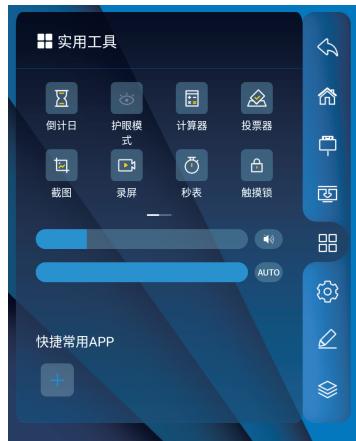 实用工具
倒计日 护眼模式 计算器 投票器
截图 录屏 秒表 触摸锁
AUTO
快捷常用APP